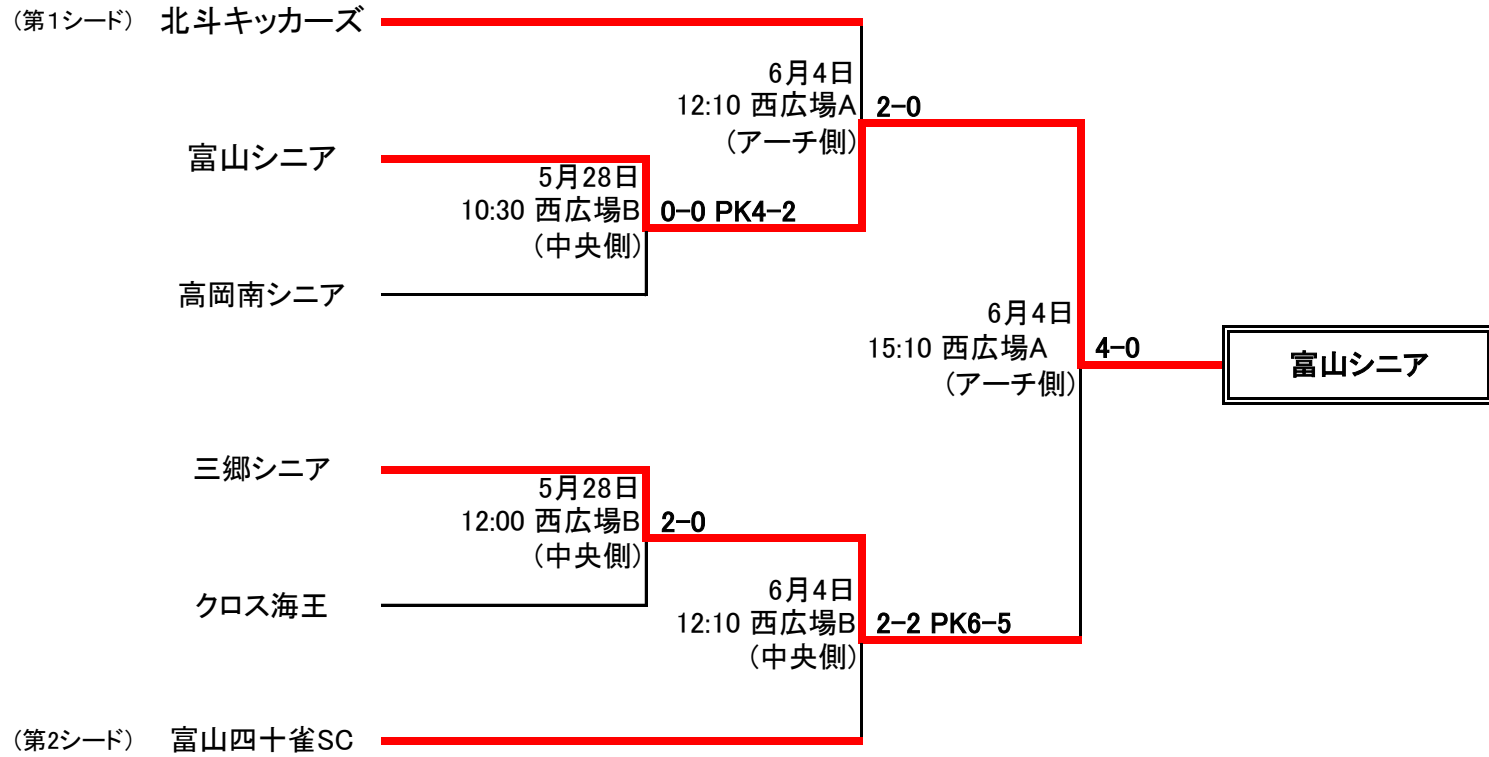 (第1シード) 北斗キッカーズ
6月4日
12:10 西広場A
(アーチ側)
2-0
富山シニア
5月28日
10:30 西広場B
(中央側)
0-0 PK4-2
高岡南シニア
6月4日
15:10 西広場A
(アーチ側)
4-0
富山シニア
三郷シニア
5月28日
12:00 西広場B
(中央側)
2-0
クロス海王
6月4日
12:10 西広場B
(中央側)
2-2 PK6-5
(第2シード) 富山四十雀SC